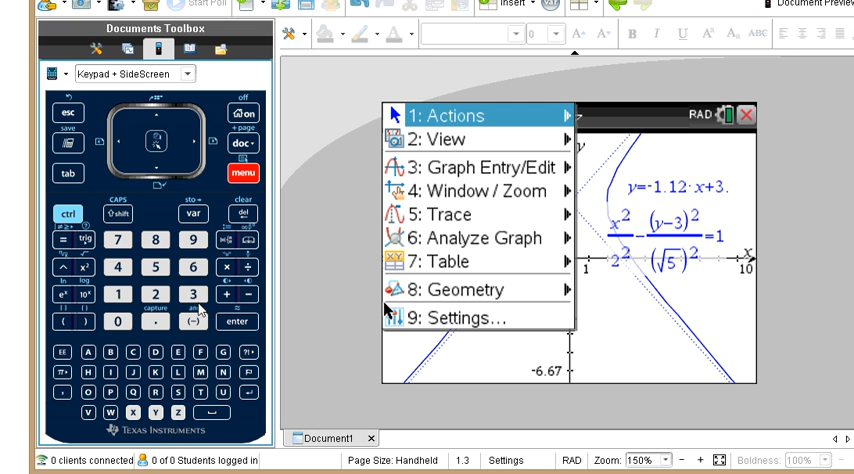 Start Poll
Insert
Document Preview
Documents Toolbox
0
B I U ABC
Keypad + SideScreen
off
esc
on
save
+ page
doc
tab
menu
CAPS
sto→
clear
ctrl
⇧shift
var
del
= trig 7 8 9
^ x² 4 5 6 × ÷
ln log
eˣ 10ˣ 1 2 3 + −
capture ans
( ) 0 . (−) enter
EE A B C D E F G ?!
π A H I J K L M N
, O P Q R S T U
V W X Y Z
TEXAS INSTRUMENTS
RAD
1: Actions
2: View
3: Graph Entry/Edit
4: Window / Zoom
5: Trace
6: Analyze Graph
7: Table
8: Geometry
9: Settings...
y
y=-1.12·x+3.
x²/2²-(y-3)²/(√5)²=1
x
1
10
-6.67
Document1
0 clients connected
0 of 0 Students logged in
Page Size: Handheld
1.3
Settings
RAD
Zoom: 150%
Boldness: 100%